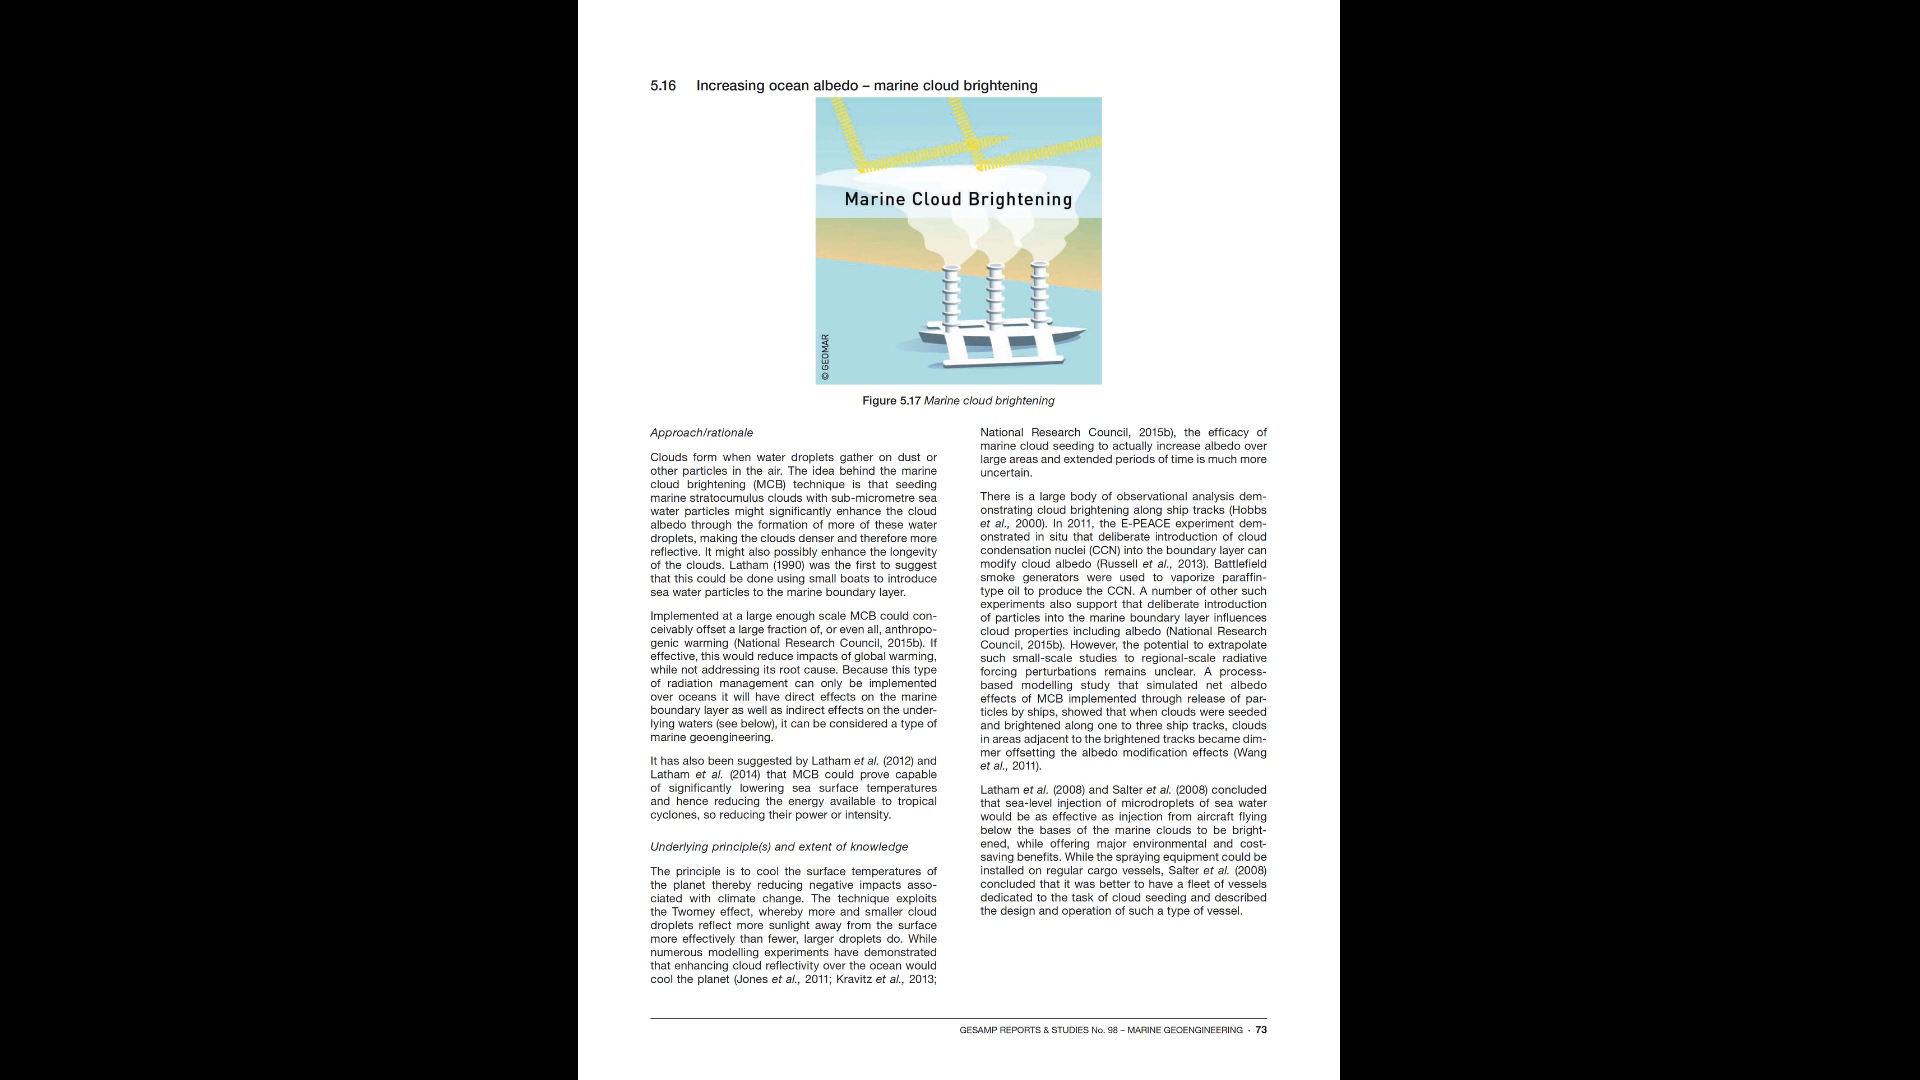 5.16 Increasing ocean albedo – marine cloud brightening
Marine Cloud Brightening
© GEOMAR
Figure 5.17 Marine cloud brightening
Approach/rationale
Clouds form when water droplets gather on dust or
other particles in the air. The idea behind the marine
cloud brightening (MCB) technique is that seeding
marine stratocumulus clouds with sub-micrometre sea
water particles might significantly enhance the cloud
albedo through the formation of more of these water
droplets, making the clouds denser and therefore more
reflective. It might also possibly enhance the longevity
of the clouds. Latham (1990) was the first to suggest
that this could be done using small boats to introduce
sea water particles to the marine boundary layer.
Implemented at a large enough scale MCB could con-
ceivably offset a large fraction of, or even all, anthropo-
genic warming (National Research Council, 2015b). If
effective, this would reduce impacts of global warming,
while not addressing its root cause. Because this type
of radiation management can only be implemented
over oceans it will have direct effects on the marine
boundary layer as well as indirect effects on the under-
lying waters (see below), it can be considered a type of
marine geoengineering.
It has also been suggested by Latham et al. (2012) and
Latham et al. (2014) that MCB could prove capable
of significantly lowering sea surface temperatures
and hence reducing the energy available to tropical
cyclones, so reducing their power or intensity.
Underlying principle(s) and extent of knowledge
The principle is to cool the surface temperatures of
the planet thereby reducing negative impacts asso-
ciated with climate change. The technique exploits
the Twomey effect, whereby more and smaller cloud
droplets reflect more sunlight away from the surface
more effectively than fewer, larger droplets do. While
numerous modelling experiments have demonstrated
that enhancing cloud reflectivity over the ocean would
cool the planet (Jones et al., 2011; Kravitz et al., 2013;
National Research Council, 2015b), the efficacy of
marine cloud seeding to actually increase albedo over
large areas and extended periods of time is much more
uncertain.
There is a large body of observational analysis dem-
onstrating cloud brightening along ship tracks (Hobbs
et al., 2000). In 2011, the E-PEACE experiment dem-
onstrated in situ that deliberate introduction of cloud
condensation nuclei (CCN) into the boundary layer can
modify cloud albedo (Russell et al., 2013). Battlefield
smoke generators were used to vaporize paraffin-
type oil to produce the CCN. A number of other such
experiments also support that deliberate introduction
of particles into the marine boundary layer influences
cloud properties including albedo (National Research
Council, 2015b). However, the potential to extrapolate
such small-scale studies to regional-scale radiative
forcing perturbations remains unclear. A process-
based modelling study that simulated net albedo
effects of MCB implemented through release of par-
ticles by ships, showed that when clouds were seeded
and brightened along one to three ship tracks, clouds
in areas adjacent to the brightened tracks became dim-
mer offsetting the albedo modification effects (Wang
et al., 2011).
Latham et al. (2008) and Salter et al. (2008) concluded
that sea-level injection of microdroplets of sea water
would be as effective as injection from aircraft flying
below the bases of the marine clouds to be bright-
ened, while offering major environmental and cost-
saving benefits. While the spraying equipment could be
installed on regular cargo vessels, Salter et al. (2008)
concluded that it was better to have a fleet of vessels
dedicated to the task of cloud seeding and described
the design and operation of such a type of vessel.
GESAMP REPORTS & STUDIES No. 98 – MARINE GEOENGINEERING · 73